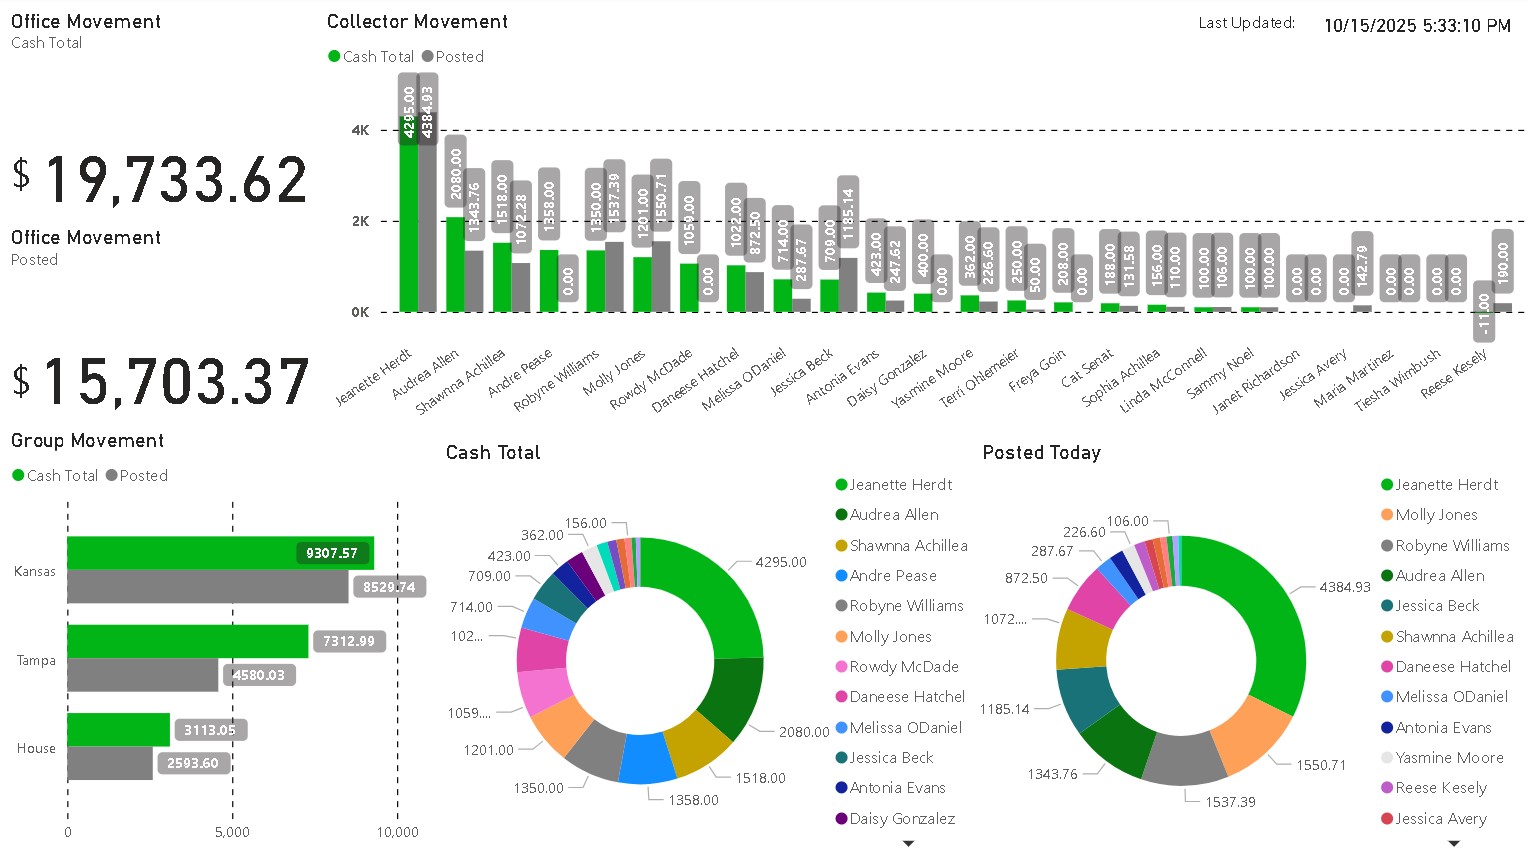 Office Movement
Cash Total
$ 19,733.62
Office Movement
Posted
$ 15,703.37
Collector Movement
Cash Total Posted
Last Updated: 10/15/2025 5:33:10 PM
4K
2K
0K
4295.00 4384.93
2080.00 1343.76
1518.00 1072.28
1358.00 0.00
1350.00 1537.39
1201.00 1550.71
1059.00 0.00
1022.00 872.50
714.00 287.67
709.00 1185.14
423.00 247.62
400.00 0.00
362.00 226.60
250.00 50.00
208.00 0.00
188.00 131.58
156.00 110.00
100.00 106.00
100.00 100.00
0.00 0.00
0.00 142.79
0.00 0.00
0.00 0.00
-11.00 190.00
Jeanette Herdt
Audrea Allen
Shawnna Achillea
Andre Pease
Robyne Williams
Molly Jones
Rowdy McDade
Daneese Hatchel
Melissa ODaniel
Jessica Beck
Antonia Evans
Daisy Gonzalez
Yasmine Moore
Terri Ohlemeier
Freya Goin
Cat Senat
Sophia Achillea
Linda McConnell
Sammy Noel
Janet Richardson
Jessica Avery
Maria Martinez
Tiesha Wimbush
Reese Kesely
Group Movement
Cash Total Posted
Kansas
9307.57
8529.74
Tampa
7312.99
4580.03
House
3113.05
2593.60
0 5,000 10,000
Cash Total
4295.00
2080.00
1518.00
1358.00
1350.00
1201.00
1059....
102...
714.00
709.00
423.00
362.00
156.00
Jeanette Herdt
Audrea Allen
Shawnna Achillea
Andre Pease
Robyne Williams
Molly Jones
Rowdy McDade
Daneese Hatchel
Melissa ODaniel
Jessica Beck
Antonia Evans
Daisy Gonzalez
Posted Today
4384.93
1550.71
1537.39
1343.76
1185.14
1072....
872.50
287.67
226.60
106.00
Jeanette Herdt
Molly Jones
Robyne Williams
Audrea Allen
Jessica Beck
Shawnna Achillea
Daneese Hatchel
Melissa ODaniel
Antonia Evans
Yasmine Moore
Reese Kesely
Jessica Avery